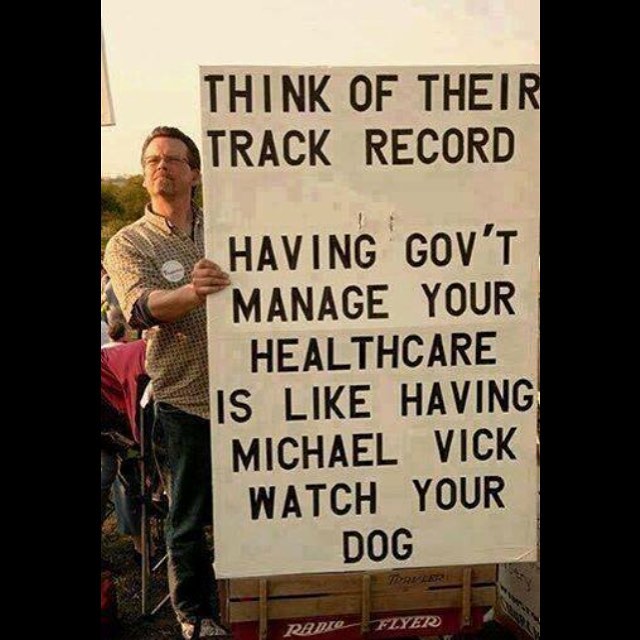 THINK OF THEIR
TRACK RECORD
HAVING GOV'T
MANAGE YOUR
HEALTHCARE
IS LIKE HAVING
MICHAEL VICK
WATCH YOUR
DOG
RADIO FLYER